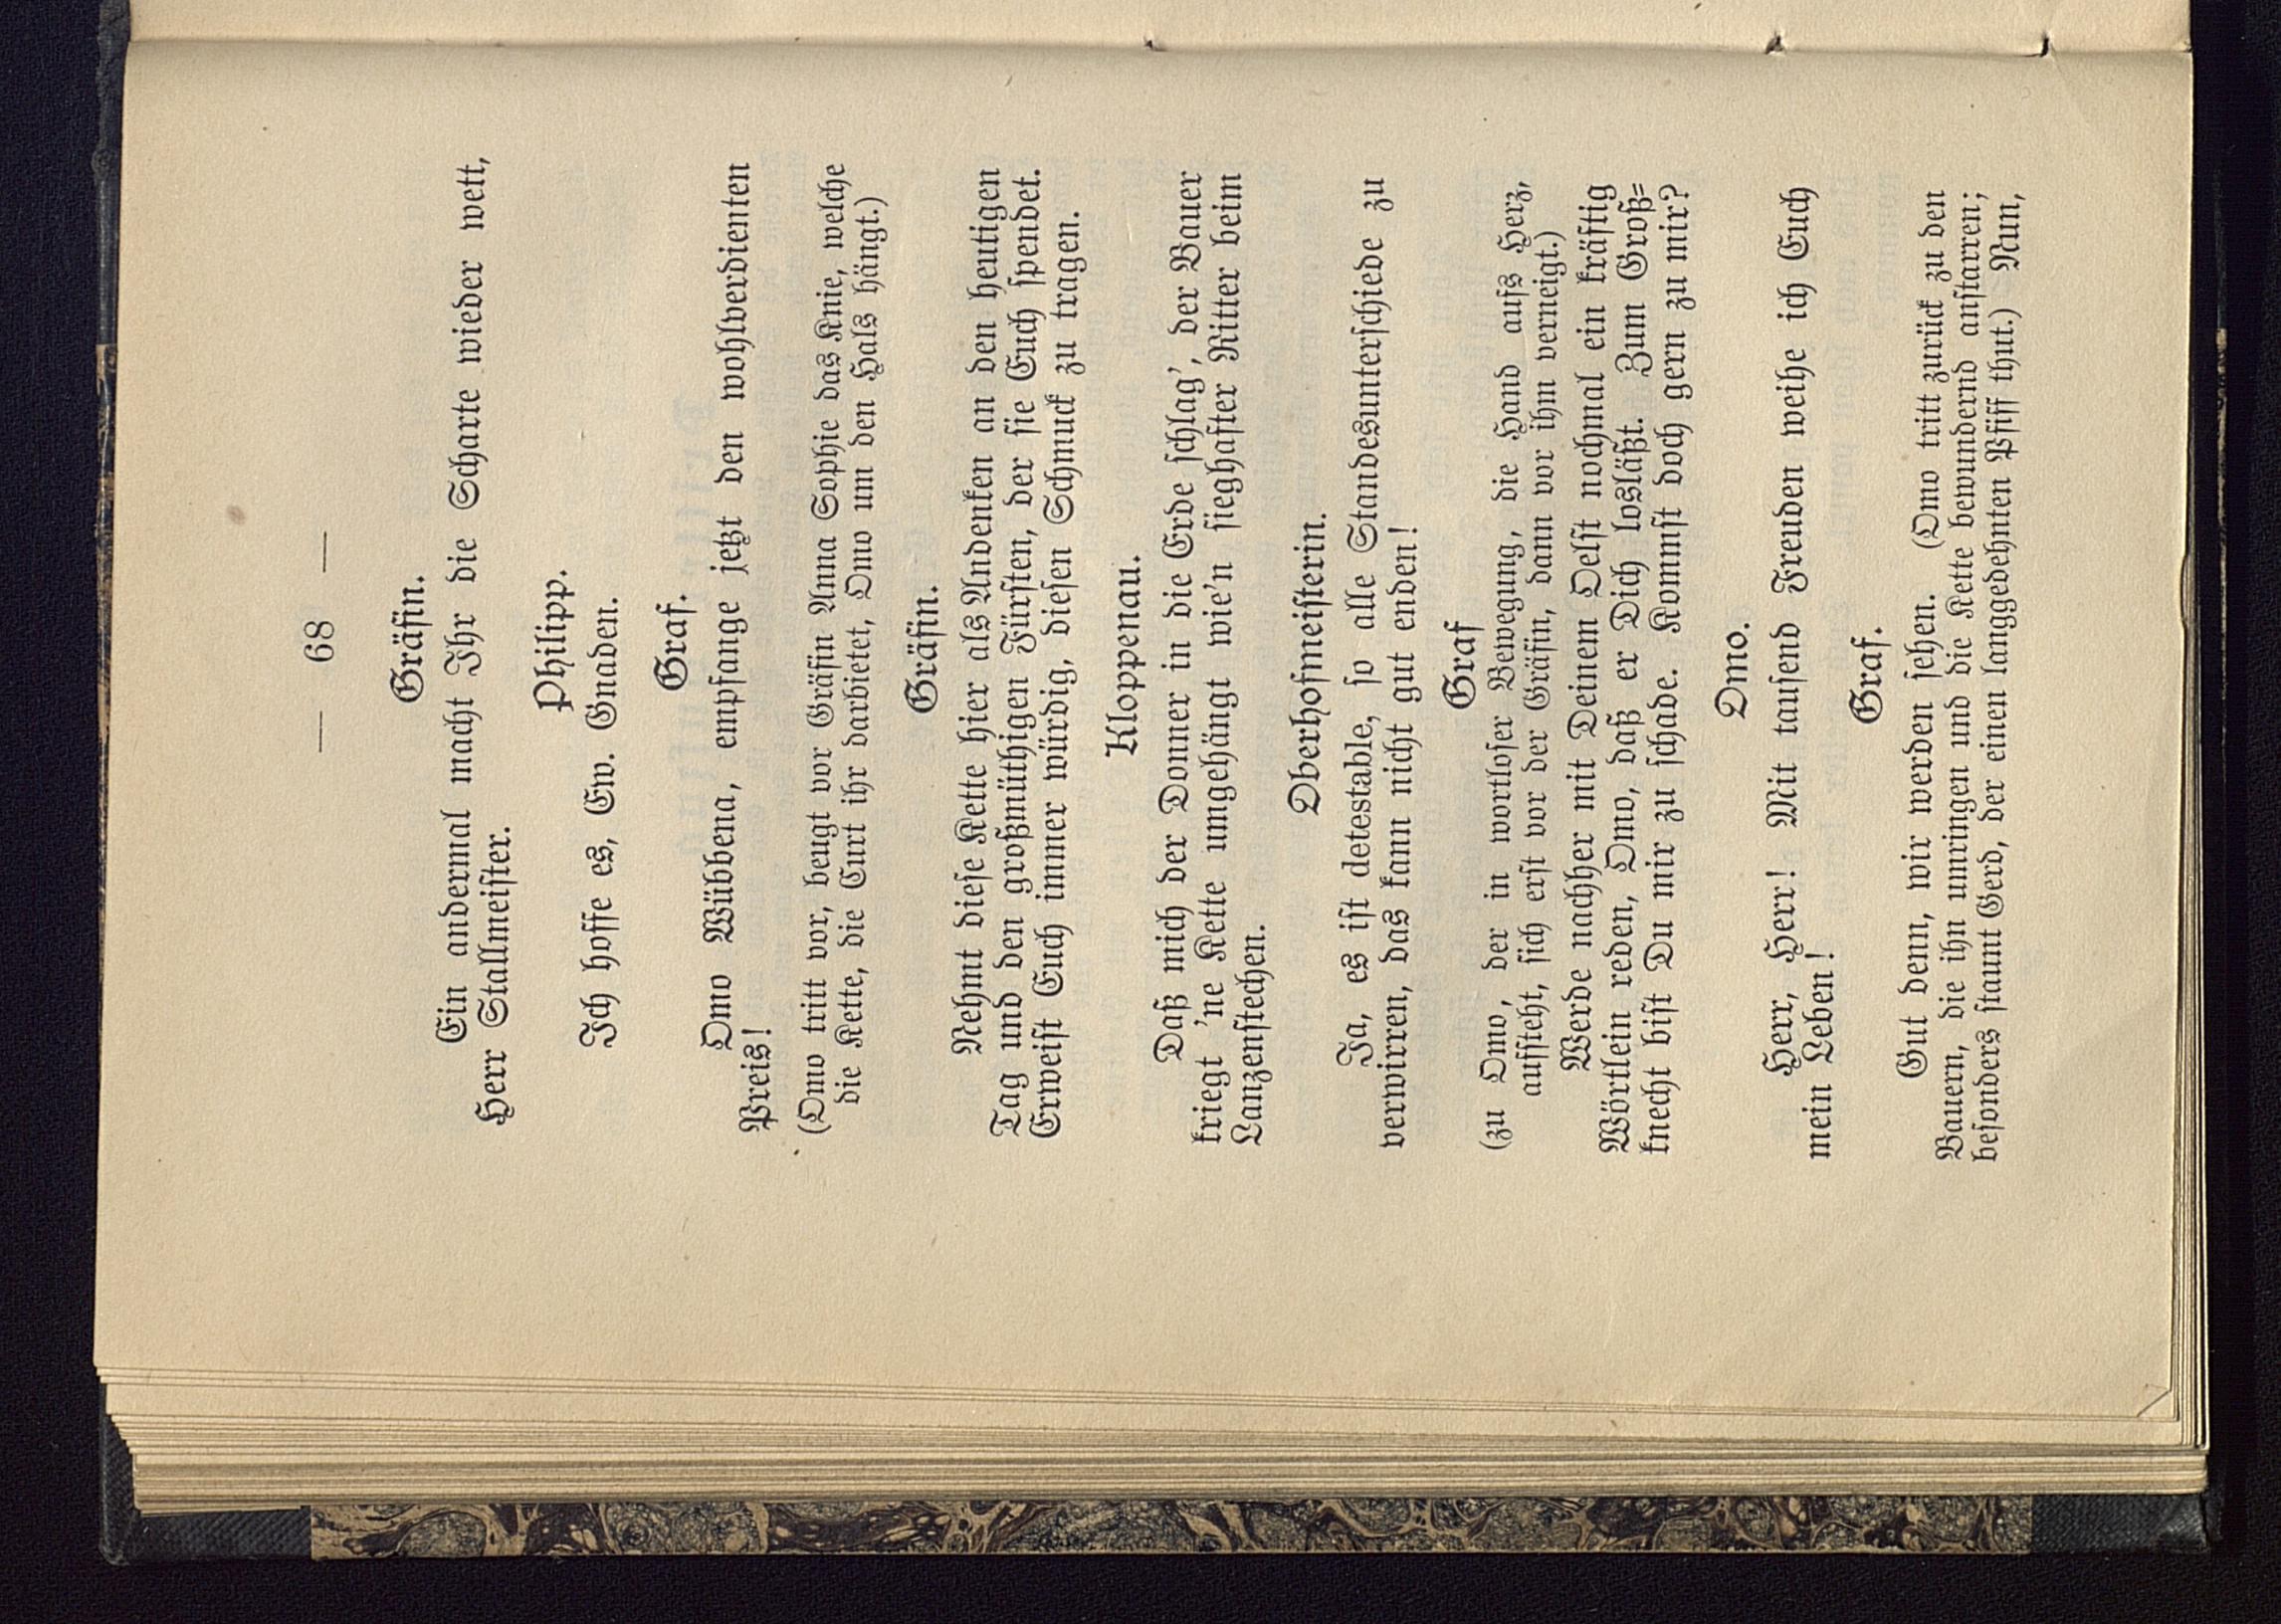 — 68 —
Gräfin.
Ein andermal macht Ihr die Scharte wieder wett,
Herr Stallmeister.
Philipp.
Ich hoffe es, Ew. Gnaden.
Graf.
Omo Wübbena, empfange jetzt den wohlverdienten
Preis!
(Omo tritt vor, beugt vor Gräfin Anna Sophie das Knie, welche
die Kette, die Curt ihr darbietet, Omo um den Hals hängt.)
Gräfin.
Nehmt diese Kette hier als Andenken an den heutigen
Tag und den großmüthigen Fürsten, der sie Euch spendet.
Erweist Euch immer würdig, diesen Schmuck zu tragen.
Kloppenau.
Daß mich der Donner in die Erde schlag', der Bauer
kriegt 'ne Kette umgehängt wie'n sieghafter Ritter beim
Lanzenstechen.
Oberhofmeisterin.
Ja, es ist detestable, so alle Standesunterschiede zu
verwirren, das kann nicht gut enden!
Graf
(zu Omo, der in wortloser Bewegung, die Hand aufs Herz,
aufsteht, sich erst vor der Gräfin, dann vor ihm verneigt.)
Werde nachher mit Deinem Oelst nochmal ein kräftig
Wörtlein reden, Omo, daß er Dich losläßt. Zum Groß=
knecht bist Du mir zu schade. Kommst doch gern zu mir?
Omo.
Herr, Herr! Mit tausend Freuden weihe ich Euch
mein Leben!
Graf.
Gut denn, wir werden sehen. (Omo tritt zurück zu den
Bauern, die ihn umringen und die Kette bewundernd anstarren;
besonders staunt Gerd, der einen langgedehnten Pfiff thut.) Nun,